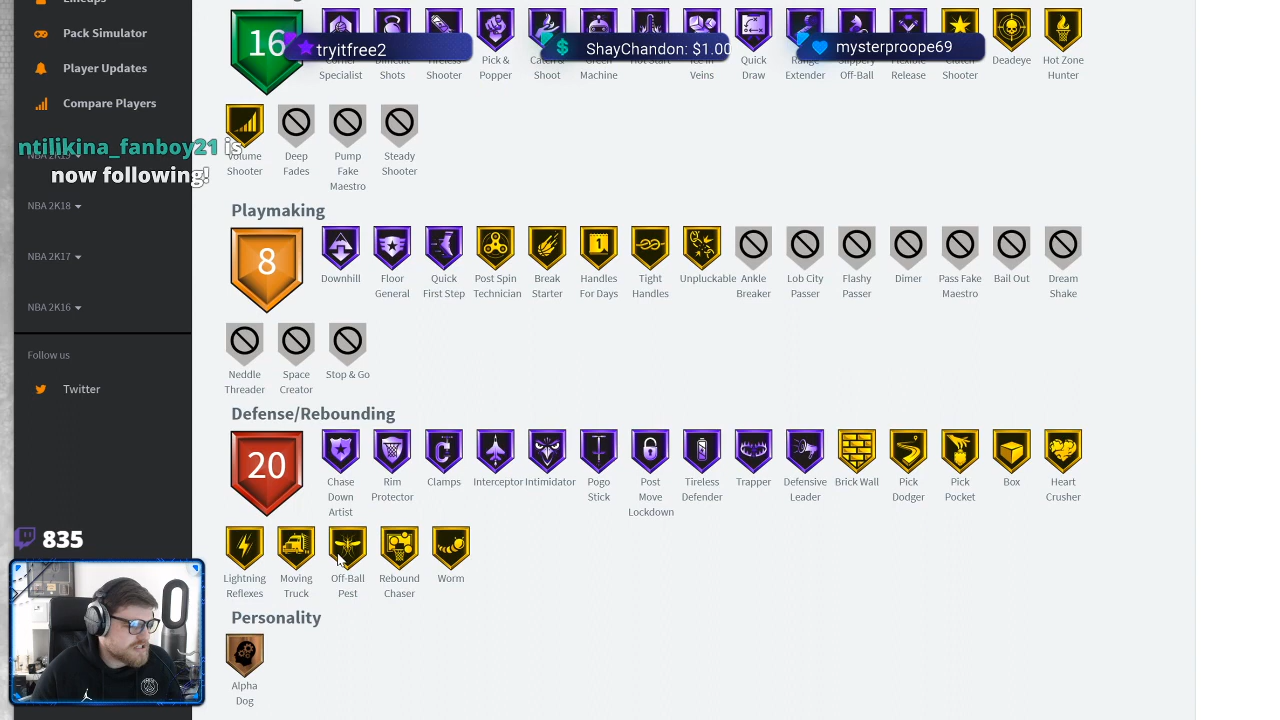 Pack Simulator
Player Updates
Compare Players
NBA 2K18
NBA 2K17
NBA 2K16
Follow us
Twitter
ntilikina_fanboy21 is
now following!
835
tryitfree2
ShayChandon: $1.00
mysterproope69
16
Specialist
Shots
Shooter
Pick &
Popper
Shoot
Machine
Veins
Quick
Draw
Extender
Off-Ball
Release
Shooter
Deadeye
Hot Zone
Hunter
Volume
Shooter
Deep
Fades
Pump
Fake
Maestro
Steady
Shooter
Playmaking
8
Downhill
Floor
General
Quick
First Step
Post Spin
Technician
Break
Starter
Handles
For Days
Tight
Handles
Unpluckable
Ankle
Breaker
Lob City
Passer
Flashy
Passer
Dimer
Pass Fake
Maestro
Bail Out
Dream
Shake
Neddle
Threader
Space
Creator
Stop & Go
Defense/Rebounding
20
Chase
Down
Artist
Rim
Protector
Clamps
Interceptor
Intimidator
Pogo
Stick
Post
Move
Lockdown
Tireless
Defender
Trapper
Defensive
Leader
Brick Wall
Pick
Dodger
Pick
Pocket
Box
Heart
Crusher
Lightning
Reflexes
Moving
Truck
Off-Ball
Pest
Rebound
Chaser
Worm
Personality
Alpha
Dog